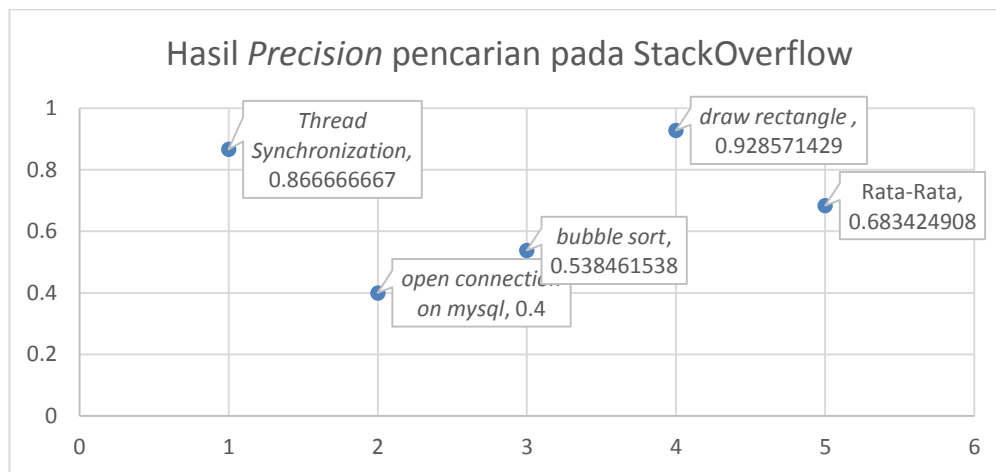 Hasil Precision pencarian pada StackOverflow
1
0.8
0.6
0.4
0.2
0
Thread
Synchronization,
0.866666667
open connection
on mysql, 0.4
bubble sort,
0.538461538
draw rectangle ,
0.928571429
Rata-Rata,
0.683424908
0 1 2 3 4 5 6